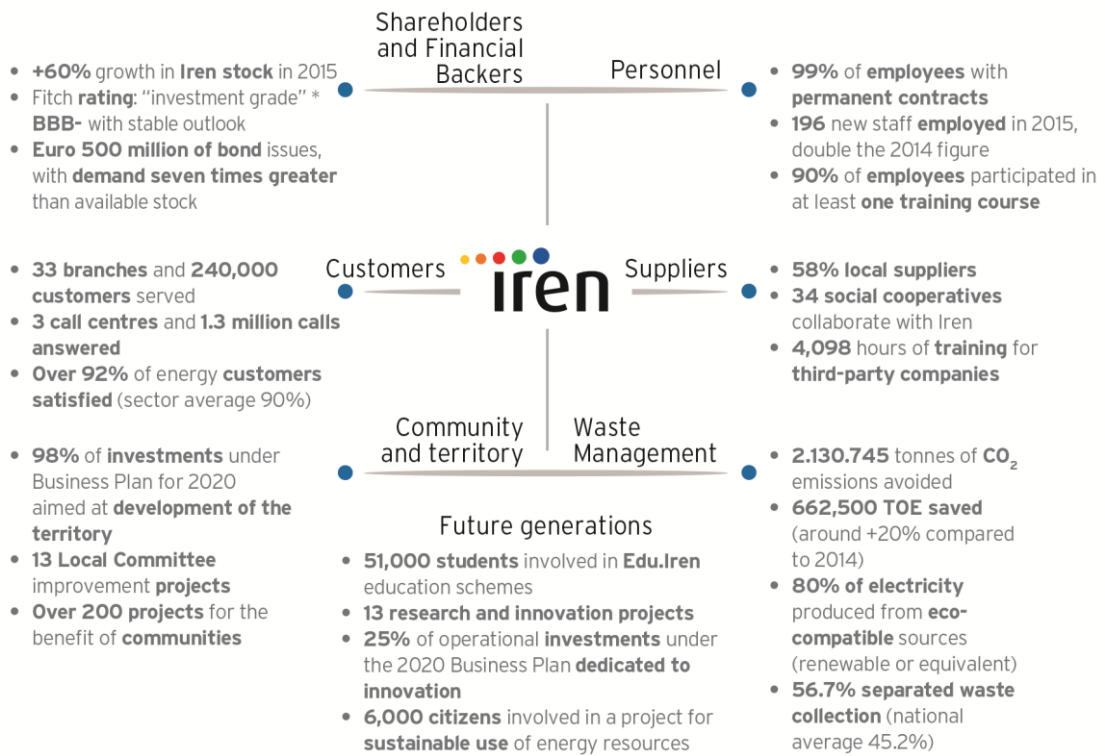 Shareholders
and Financial
Backers
• +60% growth in Iren stock in 2015
• Fitch rating: “investment grade” *
BBB- with stable outlook
• Euro 500 million of bond issues,
with demand seven times greater
than available stock
Personnel
• 99% of employees with
permanent contracts
• 196 new staff employed in 2015,
double the 2014 figure
• 90% of employees participated in
at least one training course
Customers
• 33 branches and 240,000
customers served
• 3 call centres and 1.3 million calls
answered
• Over 92% of energy customers
satisfied (sector average 90%)
iren
Suppliers
• 58% local suppliers
• 34 social cooperatives
collaborate with Iren
• 4,098 hours of training for
third-party companies
Community
and territory
• 98% of investments under
Business Plan for 2020
aimed at development of the
territory
• 13 Local Committee
improvement projects
• Over 200 projects for the
benefit of communities
Waste
Management
• 2.130.745 tonnes of CO₂
emissions avoided
• 662,500 TOE saved
(around +20% compared
to 2014)
• 80% of electricity
produced from eco-
compatible sources
(renewable or equivalent)
• 56.7% separated waste
collection (national
average 45.2%)
Future generations
• 51,000 students involved in Edu.Iren
education schemes
• 13 research and innovation projects
• 25% of operational investments under
the 2020 Business Plan dedicated to
innovation
• 6,000 citizens involved in a project for
sustainable use of energy resources